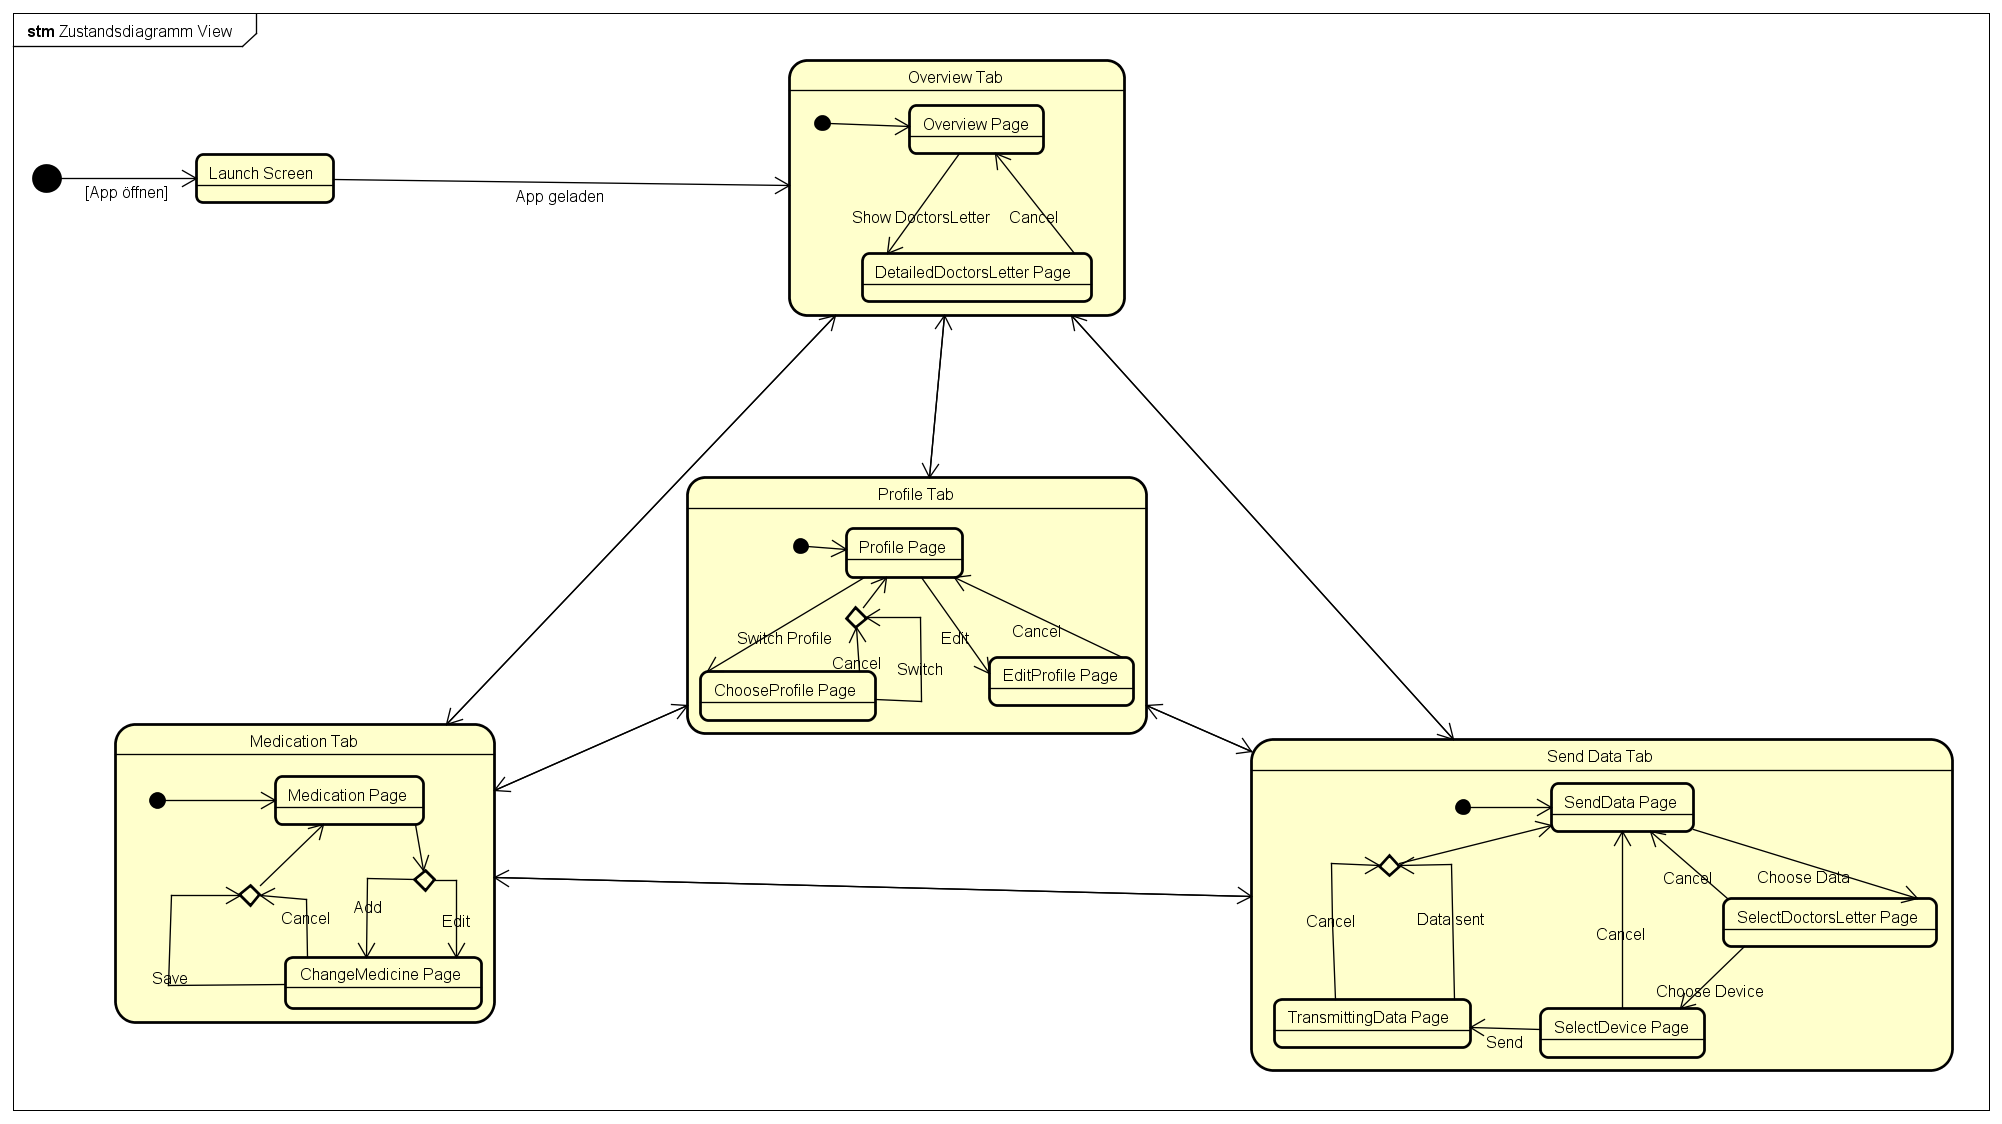 stm Zustandsdiagramm View
Overview Tab
Overview Page
Launch Screen
[App öffnen]
App geladen
Show DoctorsLetter
Cancel
DetailedDoctorsLetter Page
Profile Tab
Profile Page
Switch Profile
Edit
Cancel
Cancel
Switch
ChooseProfile Page
EditProfile Page
Medication Tab
Medication Page
Add
Cancel
Edit
Save
ChangeMedicine Page
Send Data Tab
SendData Page
Cancel
Choose Data
Cancel
Data sent
SelectDoctorsLetter Page
Cancel
Choose Device
TransmittingData Page
SelectDevice Page
Send